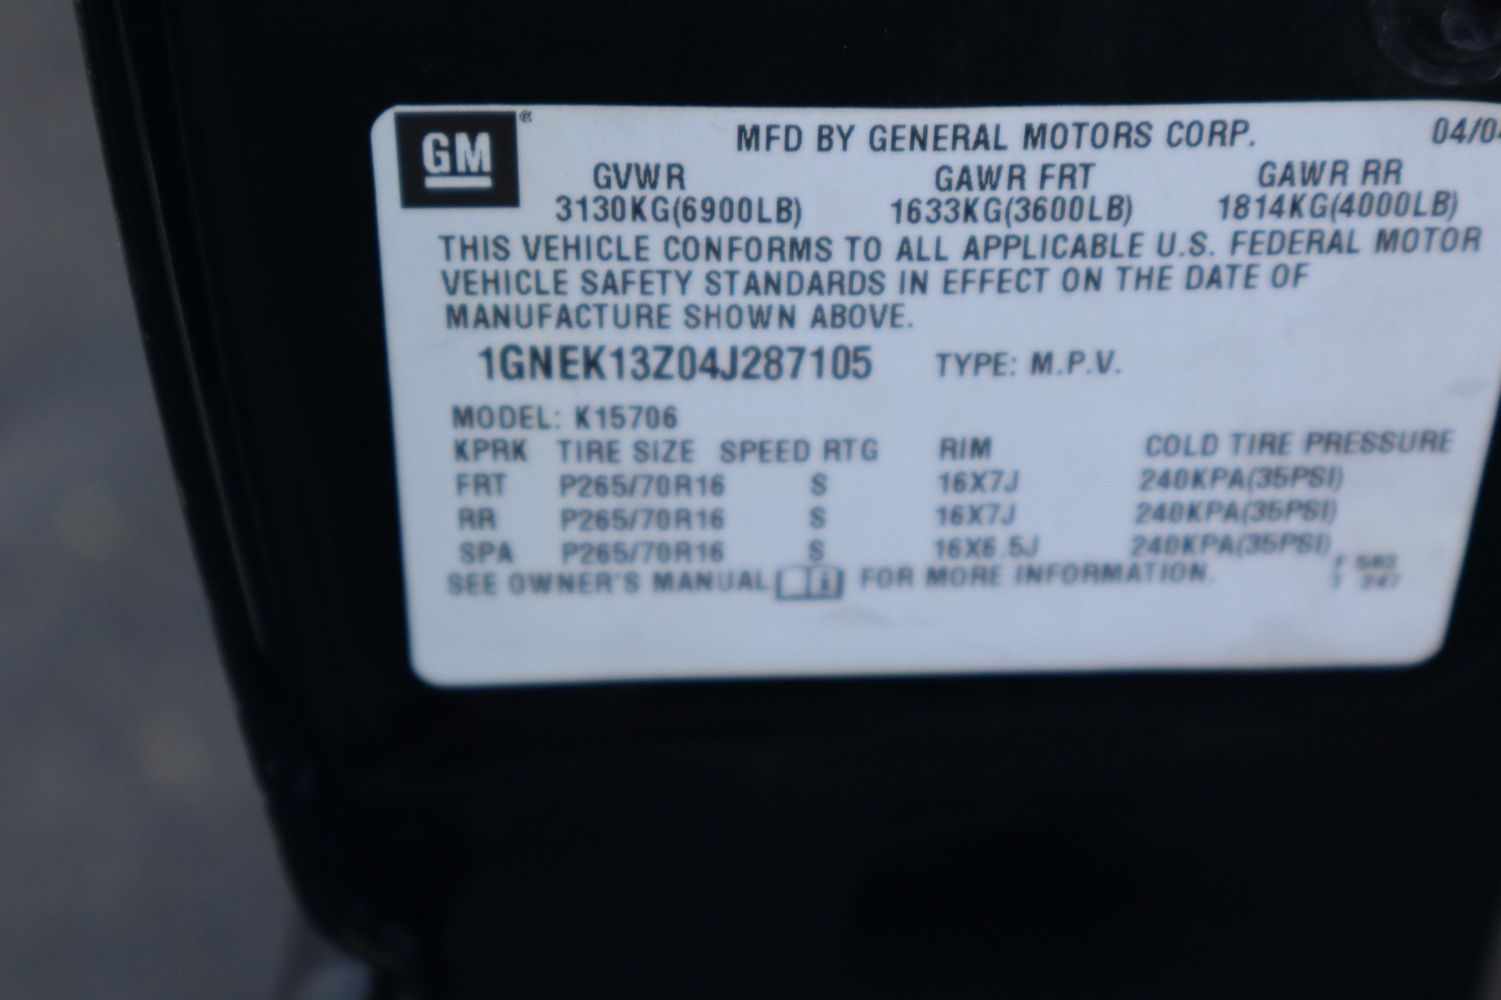 GM® MFD BY GENERAL MOTORS CORP. 04/0
GVWR GAWR FRT GAWR RR
3130KG(6900LB) 1633KG(3600LB) 1814KG(4000LB)
THIS VEHICLE CONFORMS TO ALL APPLICABLE U.S. FEDERAL MOTOR
VEHICLE SAFETY STANDARDS IN EFFECT ON THE DATE OF
MANUFACTURE SHOWN ABOVE.
1GNEK13Z04J287105 TYPE: M.P.V.
MODEL: K15706
KPRK TIRE SIZE SPEED RTG RIM COLD TIRE PRESSURE
FRT P265/70R16 S 16X7J 240KPA(35PSI)
RR P265/70R16 S 16X7J 240KPA(35PSI)
SPA P265/70R16 S 16X6.5J 240KPA(35PSI)
SEE OWNER'S MANUAL i FOR MORE INFORMATION.